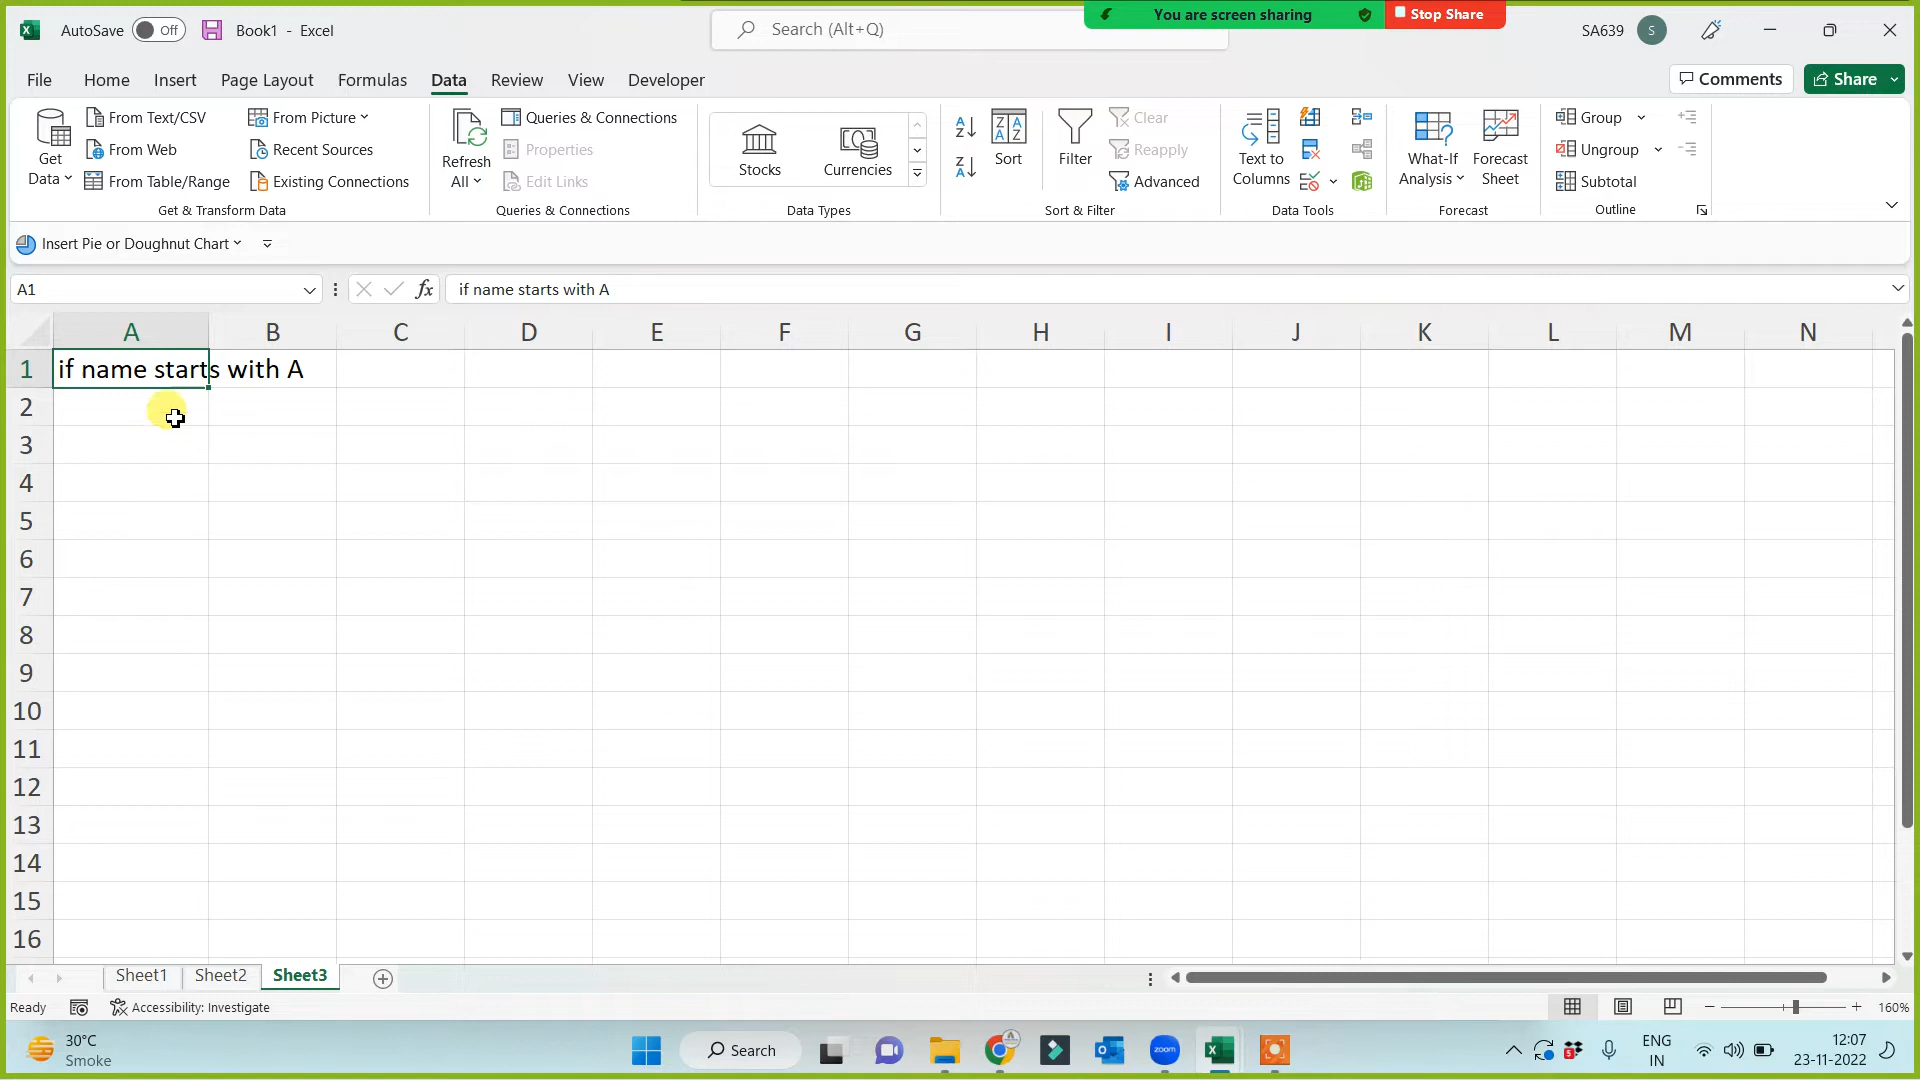 AutoSave Off Book1 - Excel Search (Alt+Q) You are screen sharing Stop Share SA639 S
File Home Insert Page Layout Formulas Data Review View Developer Comments Share
Get Data
From Text/CSV
From Web
From Table/Range
From Picture
Recent Sources
Existing Connections
Get & Transform Data
Refresh All
Queries & Connections
Properties
Edit Links
Queries & Connections
Stocks Currencies
Data Types
Sort
Filter
Clear
Reapply
Advanced
Sort & Filter
Text to Columns
Data Tools
What-If Analysis
Forecast Sheet
Forecast
Group
Ungroup
Subtotal
Outline
Insert Pie or Doughnut Chart
A1 fx if name starts with A
A B C D E F G H I J K L M N
1 if name starts with A
2
3
4
5
6
7
8
9
10
11
12
13
14
15
16
Sheet1 Sheet2 Sheet3
Ready Accessibility: Investigate 160%
30°C
Smoke
Search
zoom
ENG
IN
12:07
23-11-2022